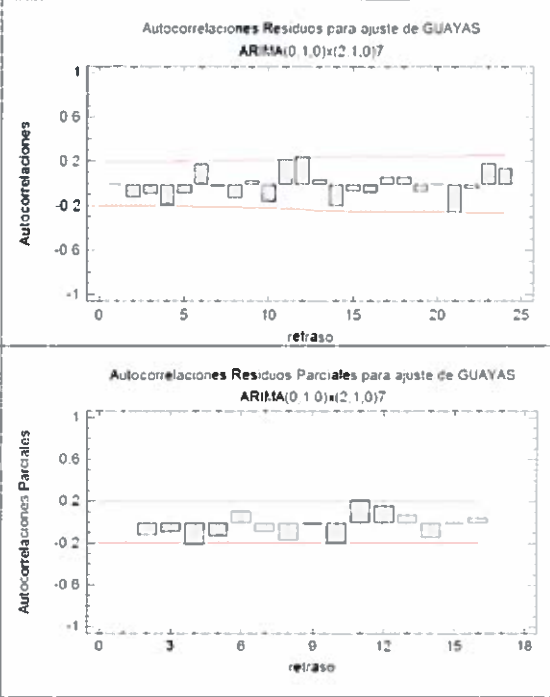 Autocorrelaciones Residuos para ajuste de GUAYAS
ARIMA(0,1,0)x(2,1,0)7
Autocorrelaciones
1
0.6
0.2
-0.2
-0.6
-1
0 5 10 15 20 25
retraso
Autocorrelaciones Residuos Parciales para ajuste de GUAYAS
ARIMA(0,1,0)x(2,1,0)7
Autocorrelaciones Parciales
1
0.6
0.2
-0.2
-0.6
-1
0 3 6 9 12 15 18
retraso